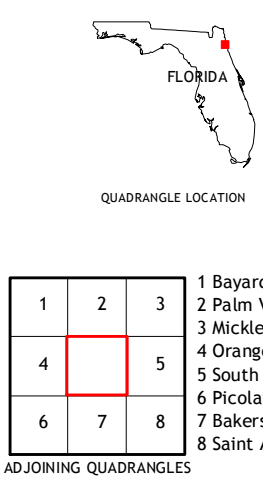 FLORIDA
QUADRANGLE LOCATION
1 2 3
4 5
6 7 8
1 Bayard
2 Palm V
3 Mickle
4 Orange
5 South
6 Picola
7 Bakers
8 Saint A
ADJOINING QUADRANGLES